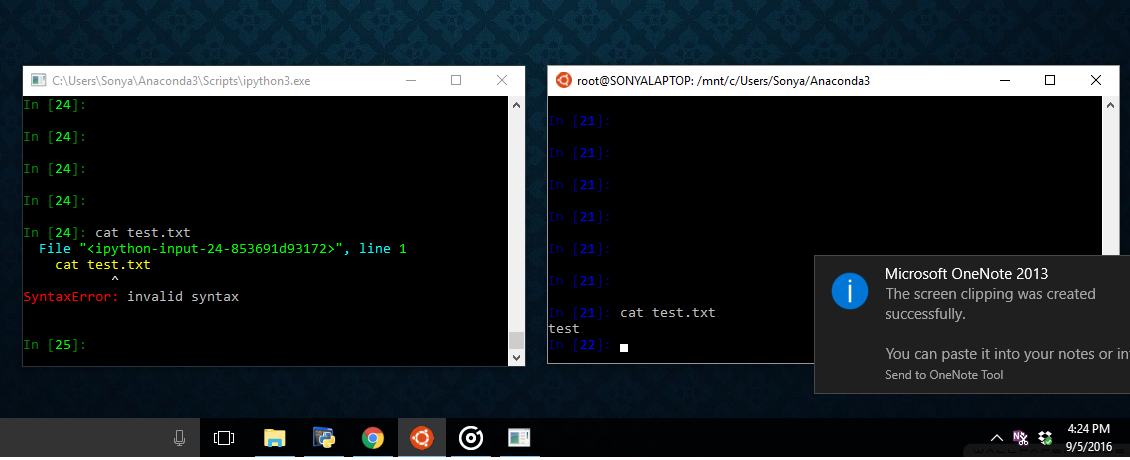 C:\Users\Sonya\Anaconda3\Scripts\ipython3.exe
In [24]:
In [24]:
In [24]:
In [24]:
In [24]: cat test.txt
File "<ipython-input-24-853691d93172>", line 1
cat test.txt
^
SyntaxError: invalid syntax
In [25]:
root@SONYALAPTOP: /mnt/c/Users/Sonya/Anaconda3
In [21]:
In [21]:
In [21]:
In [21]:
In [21]:
In [21]:
In [21]: cat test.txt
test
In [22]:
Microsoft OneNote 2013
The screen clipping was created
successfully.
You can paste it into your notes or in
Send to OneNote Tool
4:24 PM
9/5/2016